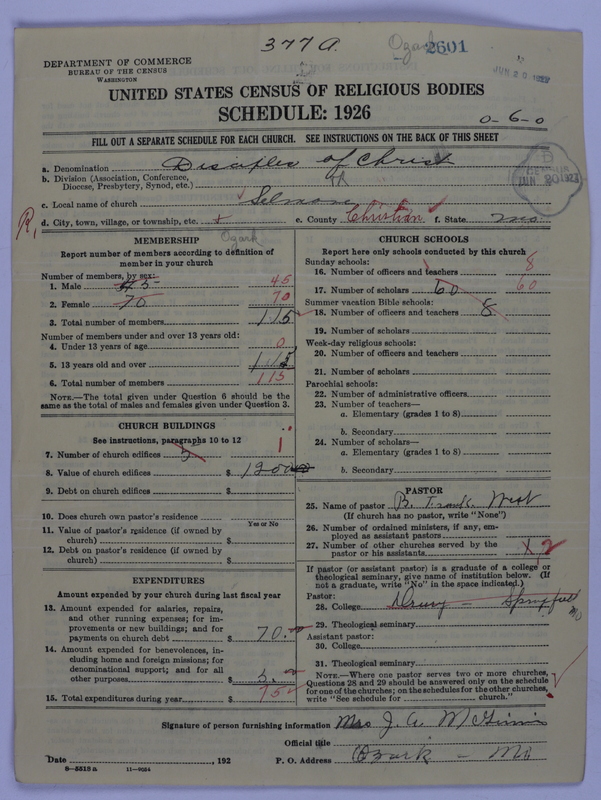 377A. Ozark 2601
DEPARTMENT OF COMMERCE
BUREAU OF THE CENSUS
WASHINGTON
UNITED STATES CENSUS OF RELIGIOUS BODIES
SCHEDULE: 1926
0-6-0
FILL OUT A SEPARATE SCHEDULE FOR EACH CHURCH. SEE INSTRUCTIONS ON THE BACK OF THIS SHEET
a. Denomination Disciples of Christ
b. Division (Association, Conference, Diocese, Presbytery, Synod, etc.)
c. Local name of church Selmore
d. City, town, village, or township, etc. e. County Christian f. State Mo
Ozark
MEMBERSHIP
Report number of members according to definition of member in your church
Number of members, by sex:
1. Male 45 45
2. Female 70 70
3. Total number of members 115
Number of members under and over 13 years old:
4. Under 13 years of age 0
5. 13 years old and over 115
6. Total number of members 115
NOTE.—The total given under Question 6 should be the same as the total of males and females given under Question 3.
CHURCH BUILDINGS
See instructions, paragraphs 10 to 12
7. Number of church edifices 1
8. Value of church edifices $ 1200
9. Debt on church edifices $
10. Does church own pastor's residence
Yes or No
11. Value of pastor's residence (if owned by church) $
12. Debt on pastor's residence (if owned by church) $
EXPENDITURES
Amount expended by your church during last fiscal year
13. Amount expended for salaries, repairs, and other running expenses; for improvements or new buildings; and for payments on church debt $ 70.
14. Amount expended for benevolences, including home and foreign missions; for denominational support; and for all other purposes $ 5.
15. Total expenditures during year $ 75
CHURCH SCHOOLS
Report here only schools conducted by this church
Sunday schools:
16. Number of officers and teachers 8
17. Number of scholars 60 60
Summer vacation Bible schools:
18. Number of officers and teachers 8
19. Number of scholars
Week-day religious schools:
20. Number of officers and teachers
21. Number of scholars
Parochial schools:
22. Number of administrative officers
23. Number of teachers—
a. Elementary (grades 1 to 8)
b. Secondary
24. Number of scholars—
a. Elementary (grades 1 to 8)
b. Secondary
PASTOR
25. Name of pastor B. Frank West
(If church has no pastor, write "None")
26. Number of ordained ministers, if any, employed as assistant pastors
27. Number of other churches served by the pastor or his assistants 2
If pastor (or assistant pastor) is a graduate of a college or theological seminary, give name of institution below. (If not a graduate, write "No" in the space indicated.)
Pastor:
28. College Drury — Springfield Mo
29. Theological seminary
Assistant pastor:
30. College
31. Theological seminary
NOTE.—Where one pastor serves two or more churches, Questions 28 and 29 should be answered only on the schedule for one of the churches; on the schedules for the other churches, write "See schedule for church."
Signature of person furnishing information Mrs J. A. McGinnis
Official title
Date , 192 P. O. Address Ozark — Mo
8-5518 a 11-9024